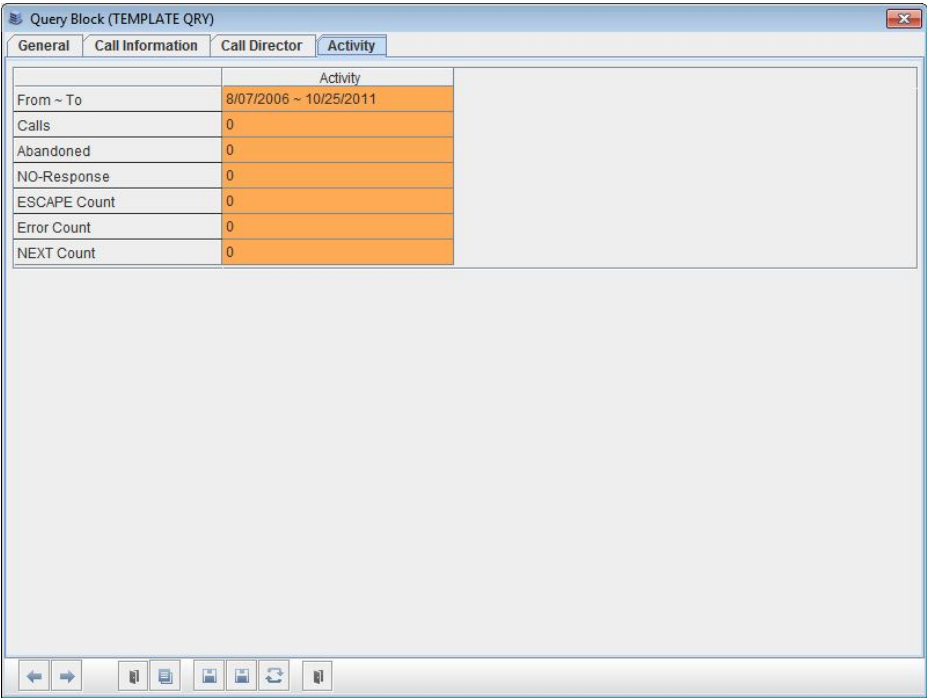 Query Block (TEMPLATE QRY)
General Call Information Call Director Activity
Activity
From ~ To 8/07/2006 ~ 10/25/2011
Calls 0
Abandoned 0
NO-Response 0
ESCAPE Count 0
Error Count 0
NEXT Count 0